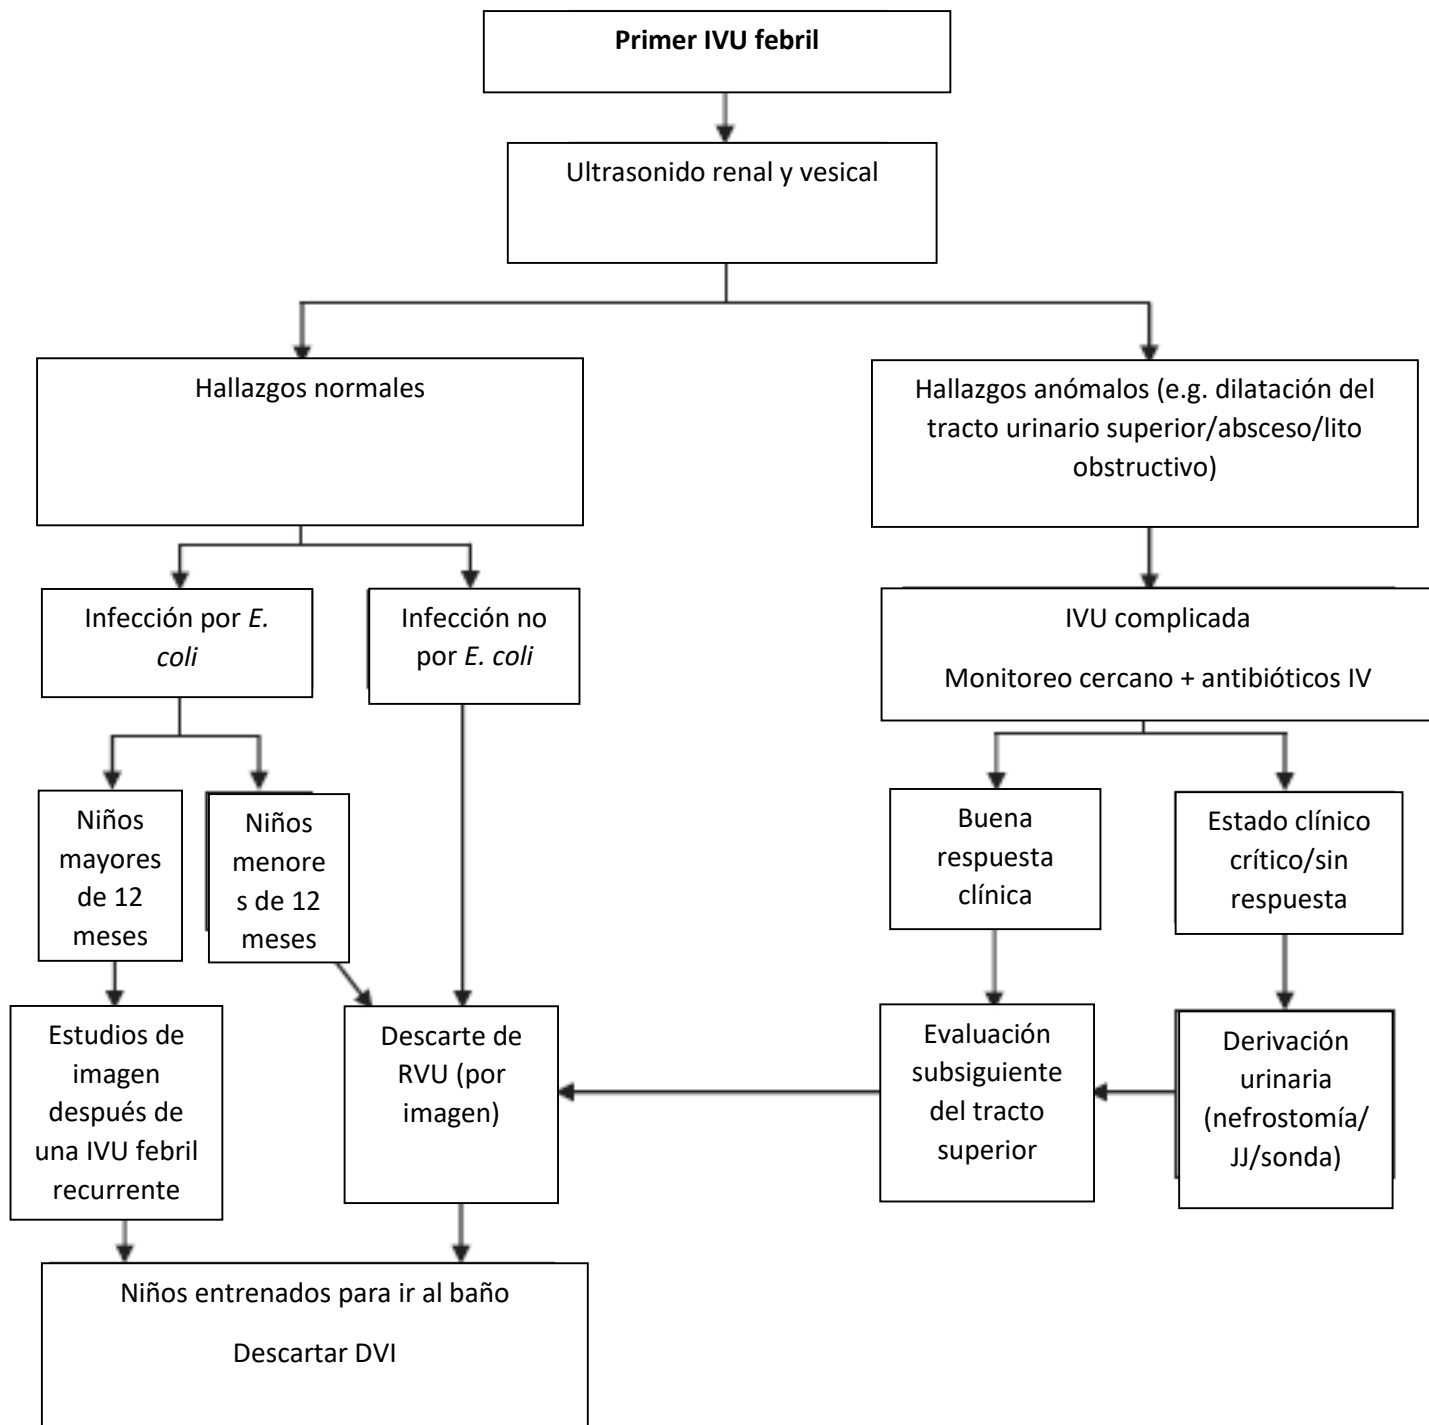 Primer IVU febril
Ultrasonido renal y vesical
Hallazgos normales
Hallazgos anómalos (e.g. dilatación del
tracto urinario superior/absceso/lito
obstructivo)
Infección por E.
coli
Infección no
por E. coli
IVU complicada
Monitoreo cercano + antibióticos IV
Niños
mayores
de 12
meses
Niños
menore
s de 12
meses
Buena
respuesta
clínica
Estado clínico
crítico/sin
respuesta
Estudios de
imagen
después de
una IVU febril
recurrente
Descarte de
RVU (por
imagen)
Evaluación
subsiguiente
del tracto
superior
Derivación
urinaria
(nefrostomía/
JJ/sonda)
Niños entrenados para ir al baño
Descartar DVI